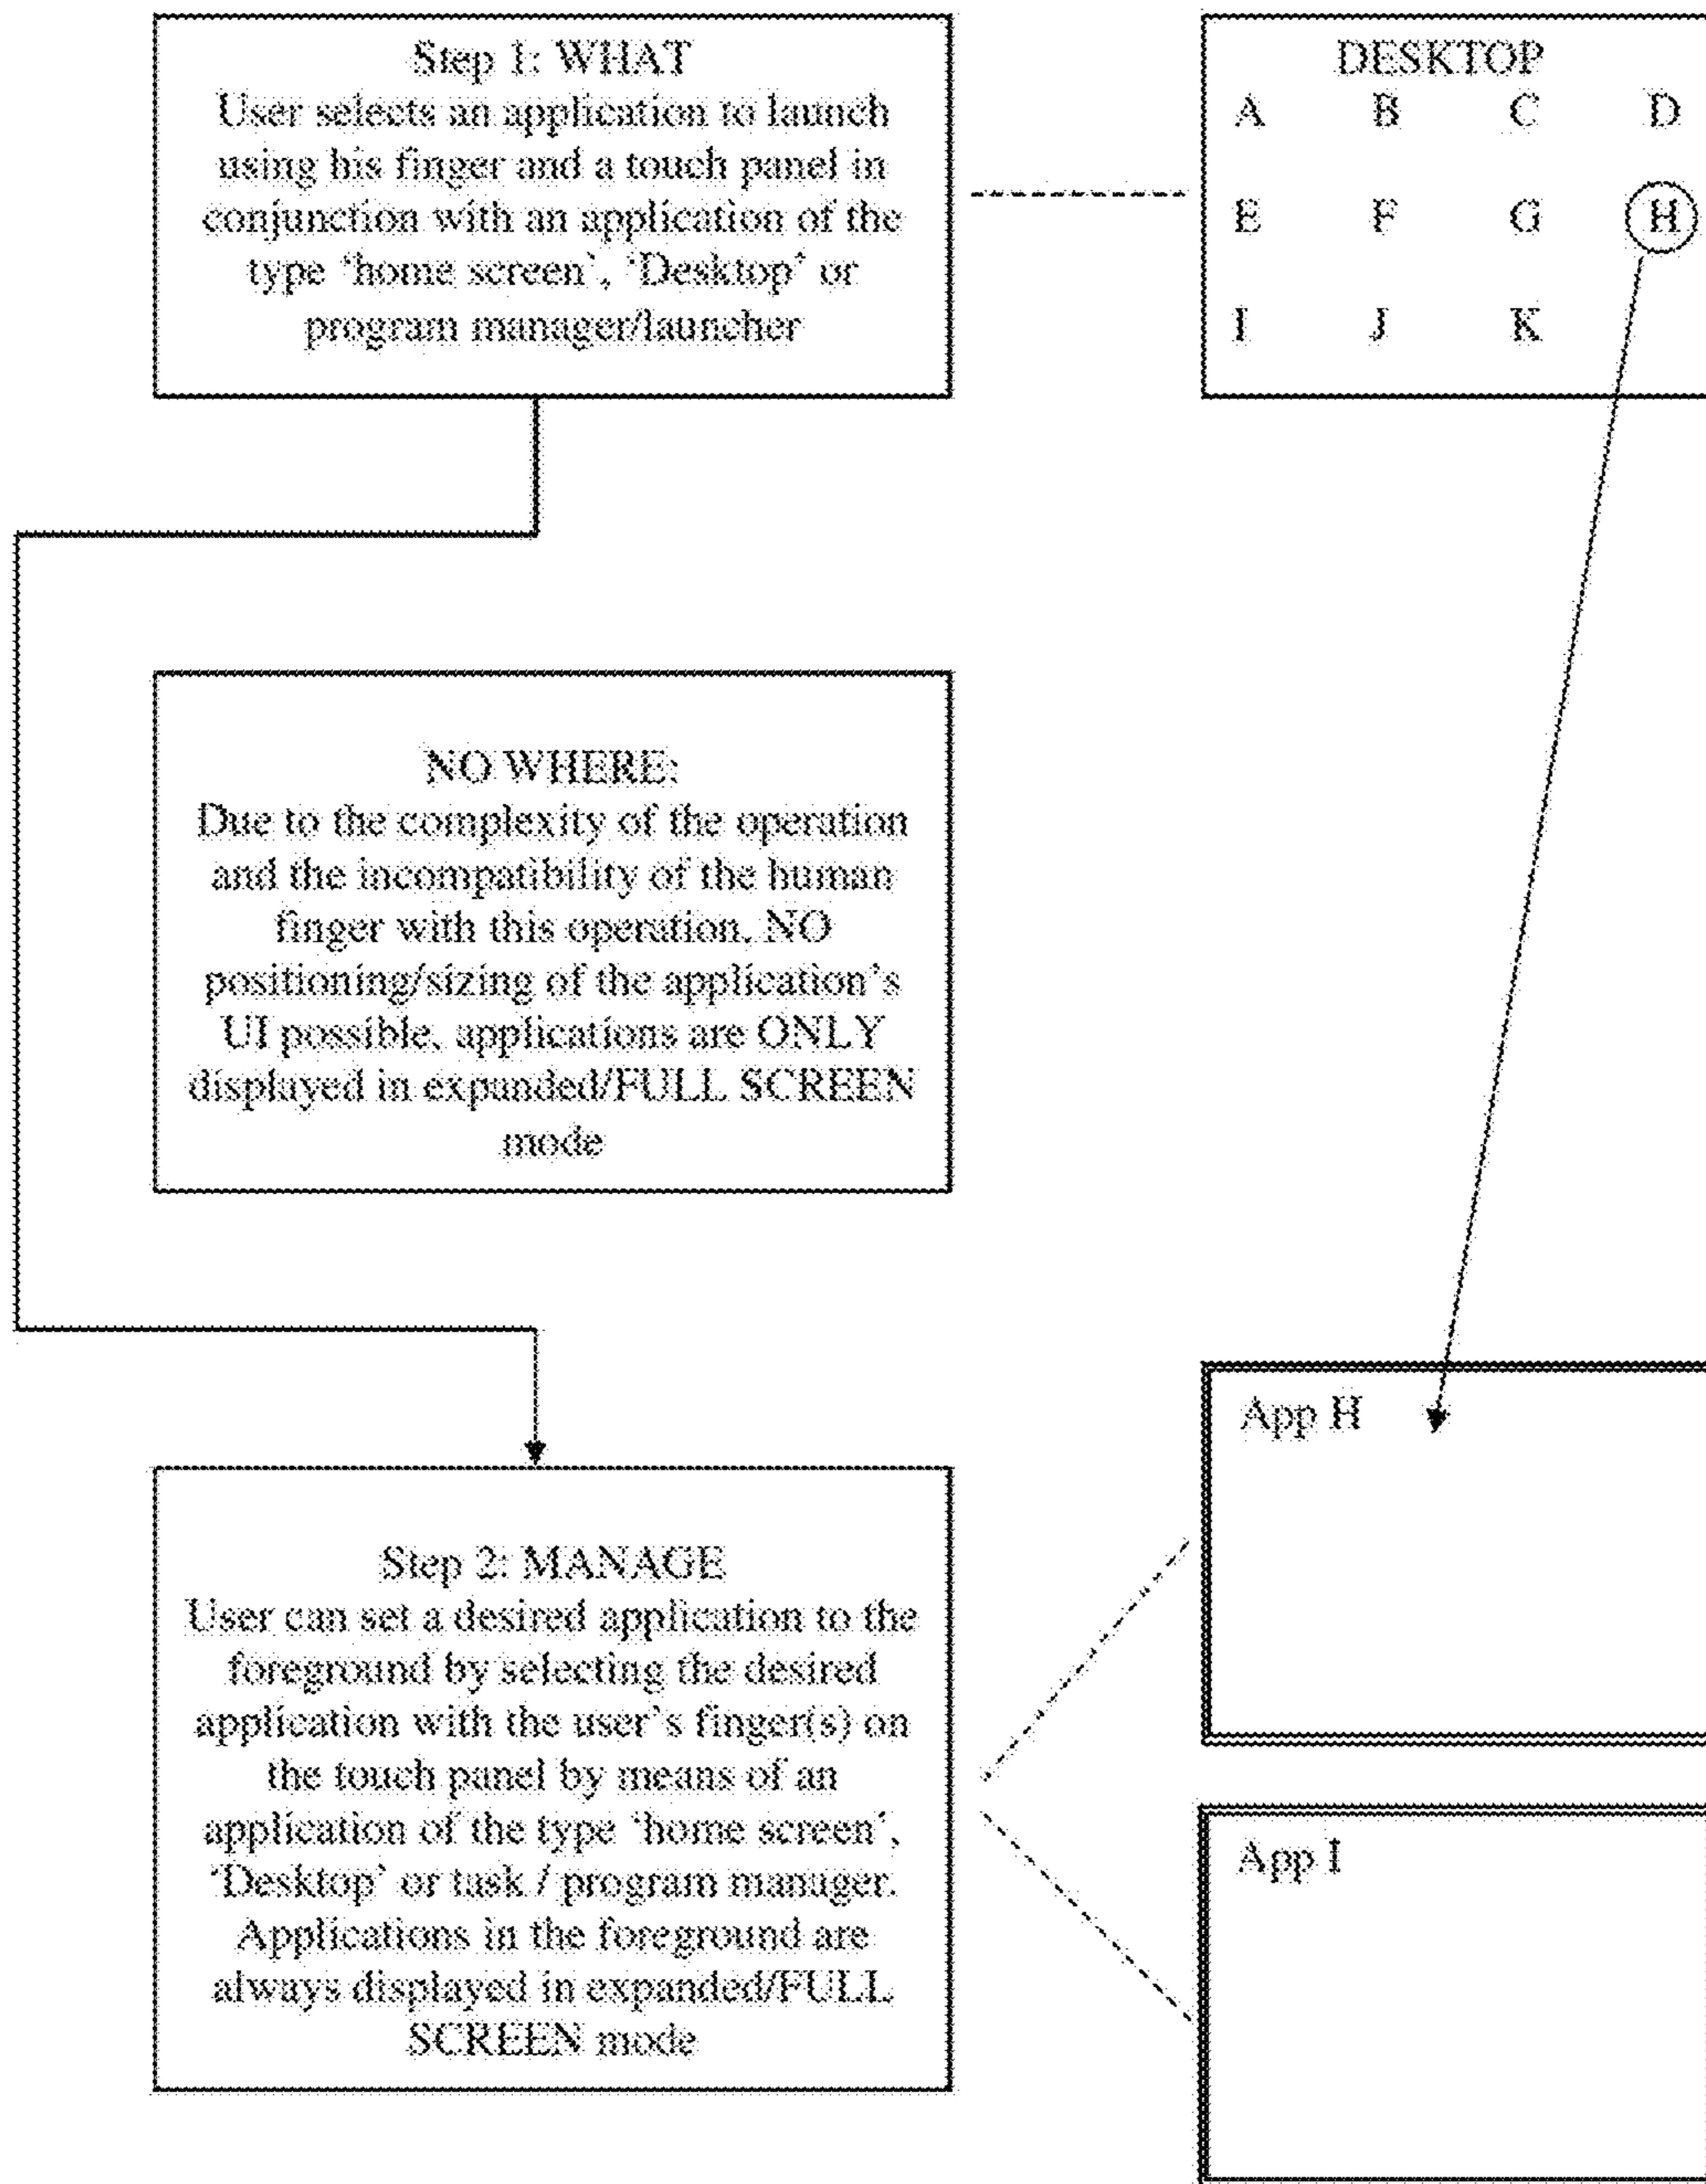 Step 1: WHAT
User selects an application to launch
using his finger and a touch panel in
conjunction with an application of the
type ‘home screen’, ‘Desktop’ or
program manager/launcher
DESKTOP
A B C D
E F G H
I J K
NO WHERE:
Due to the complexity of the operation
and the incompatibility of the human
finger with this operation, NO
positioning/sizing of the application’s
UI possible, applications are ONLY
displayed in expanded/FULL SCREEN
mode
Step 2: MANAGE
User can set a desired application to the
foreground by selecting the desired
application with the user’s finger(s) on
the touch panel by means of an
application of the type ‘home screen’,
‘Desktop’ or task / program manager.
Applications in the foreground are
always displayed in expanded/FULL
SCREEN mode
App H
App I